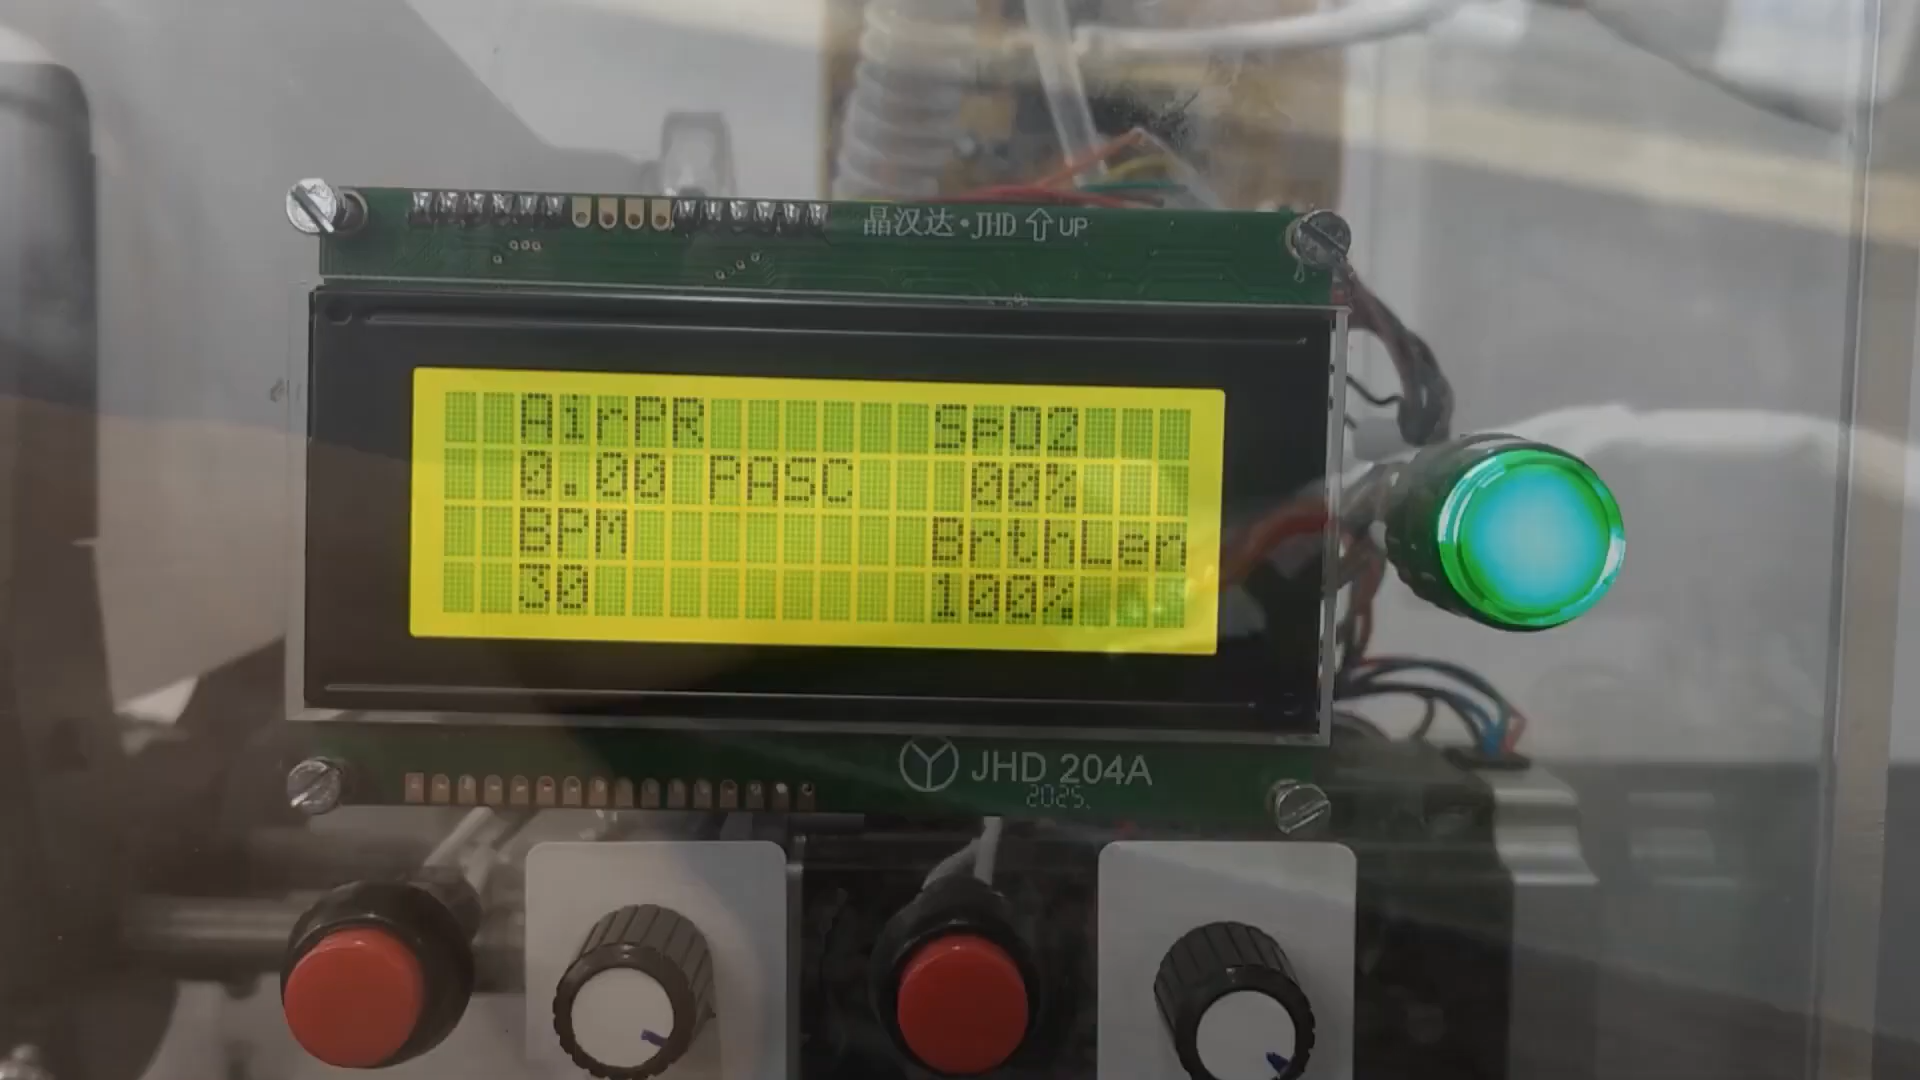 晶汉达·JHD ⇧ UP
AirPR SpO2
0.00 PASC 00%
BPM BrthLen
30 100%
JHD 204A
2025.